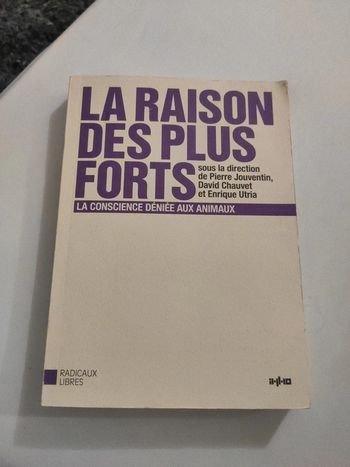 LA RAISON
DES PLUS
FORTS
sous la direction
de Pierre Jouventin,
David Chauvet
et Enrique Utria
LA CONSCIENCE DÉNIÉE AUX ANIMAUX
RADICAUX
LIBRES